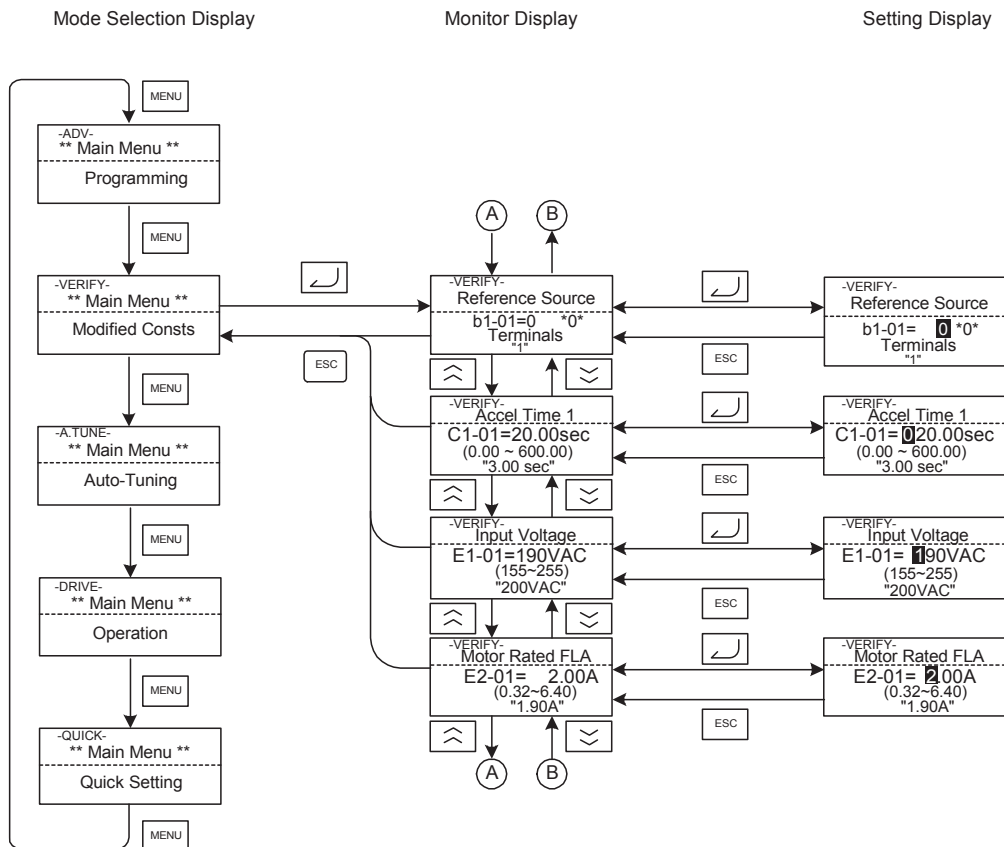 Mode Selection Display
Monitor Display
Setting Display
MENU
-ADV-
** Main Menu **
Programming
MENU
-VERIFY-
** Main Menu **
Modified Consts
MENU
-A.TUNE-
** Main Menu **
Auto-Tuning
MENU
-DRIVE-
** Main Menu **
Operation
MENU
-QUICK-
** Main Menu **
Quick Setting
MENU
ESC
A
B
-VERIFY-
Reference Source
b1-01=0 *0*
Terminals
"1"
-VERIFY-
Accel Time 1
C1-01=20.00sec
(0.00 ~ 600.00)
"3.00 sec"
-VERIFY-
Input Voltage
E1-01=190VAC
(155~255)
"200VAC"
-VERIFY-
Motor Rated FLA
E2-01= 2.00A
(0.32~6.40)
"1.90A"
A
B
ESC
ESC
ESC
ESC
-VERIFY-
Reference Source
b1-01= 0 *0*
Terminals
"1"
-VERIFY-
Accel Time 1
C1-01= 020.00sec
(0.00 ~ 600.00)
"3.00 sec"
-VERIFY-
Input Voltage
E1-01= 190VAC
(155~255)
"200VAC"
-VERIFY-
Motor Rated FLA
E2-01= 2.00A
(0.32~6.40)
"1.90A"